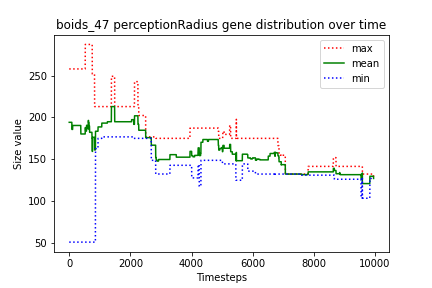 boids_47 perceptionRadius gene distribution over time
max
mean
min
250
200
150
100
50
Size value
0
2000
4000
6000
8000
10000
Timesteps